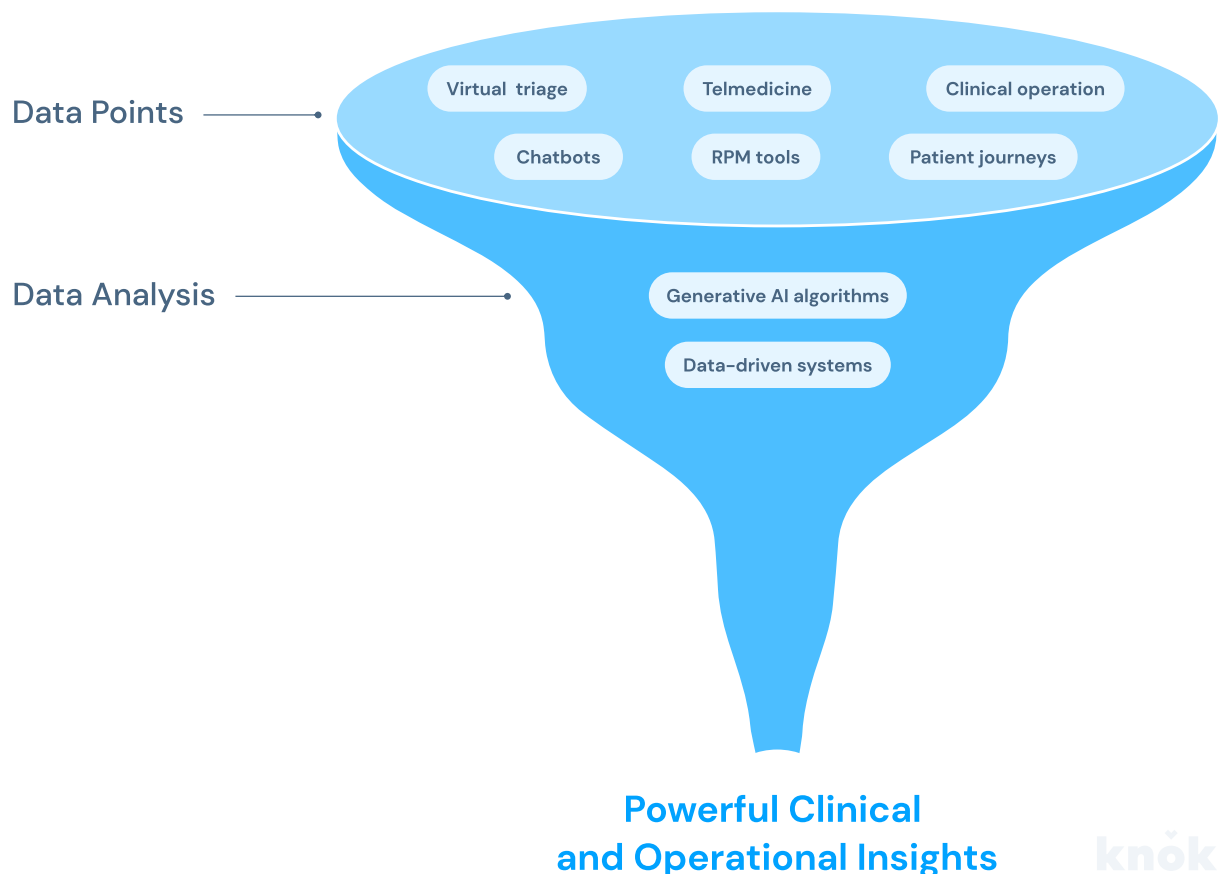 Data Points
Virtual triage
Telmedicine
Clinical operation
Chatbots
RPM tools
Patient journeys
Data Analysis
Generative AI algorithms
Data-driven systems
Powerful Clinical
and Operational Insights
knok